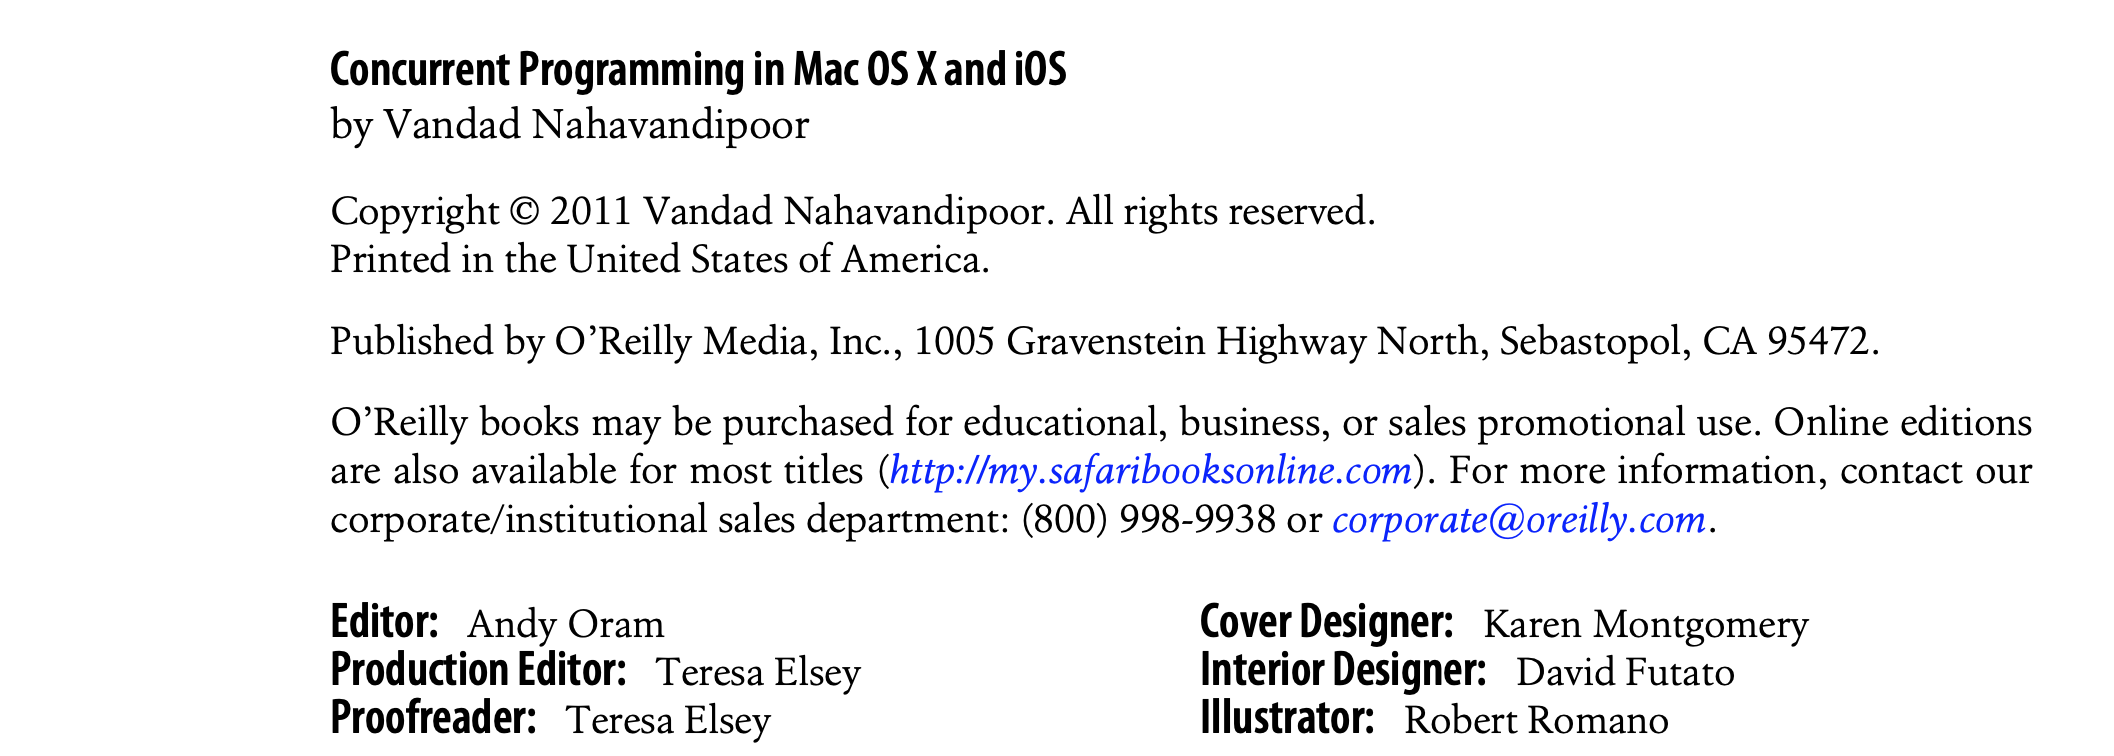 Concurrent Programming in Mac OS X and iOS
by Vandad Nahavandipoor
Copyright © 2011 Vandad Nahavandipoor. All rights reserved.
Printed in the United States of America.
Published by O’Reilly Media, Inc., 1005 Gravenstein Highway North, Sebastopol, CA 95472.
O’Reilly books may be purchased for educational, business, or sales promotional use. Online editions
are also available for most titles (http://my.safaribooksonline.com). For more information, contact our
corporate/institutional sales department: (800) 998-9938 or corporate@oreilly.com.
Editor: Andy Oram
Production Editor: Teresa Elsey
Proofreader: Teresa Elsey
Cover Designer: Karen Montgomery
Interior Designer: David Futato
Illustrator: Robert Romano